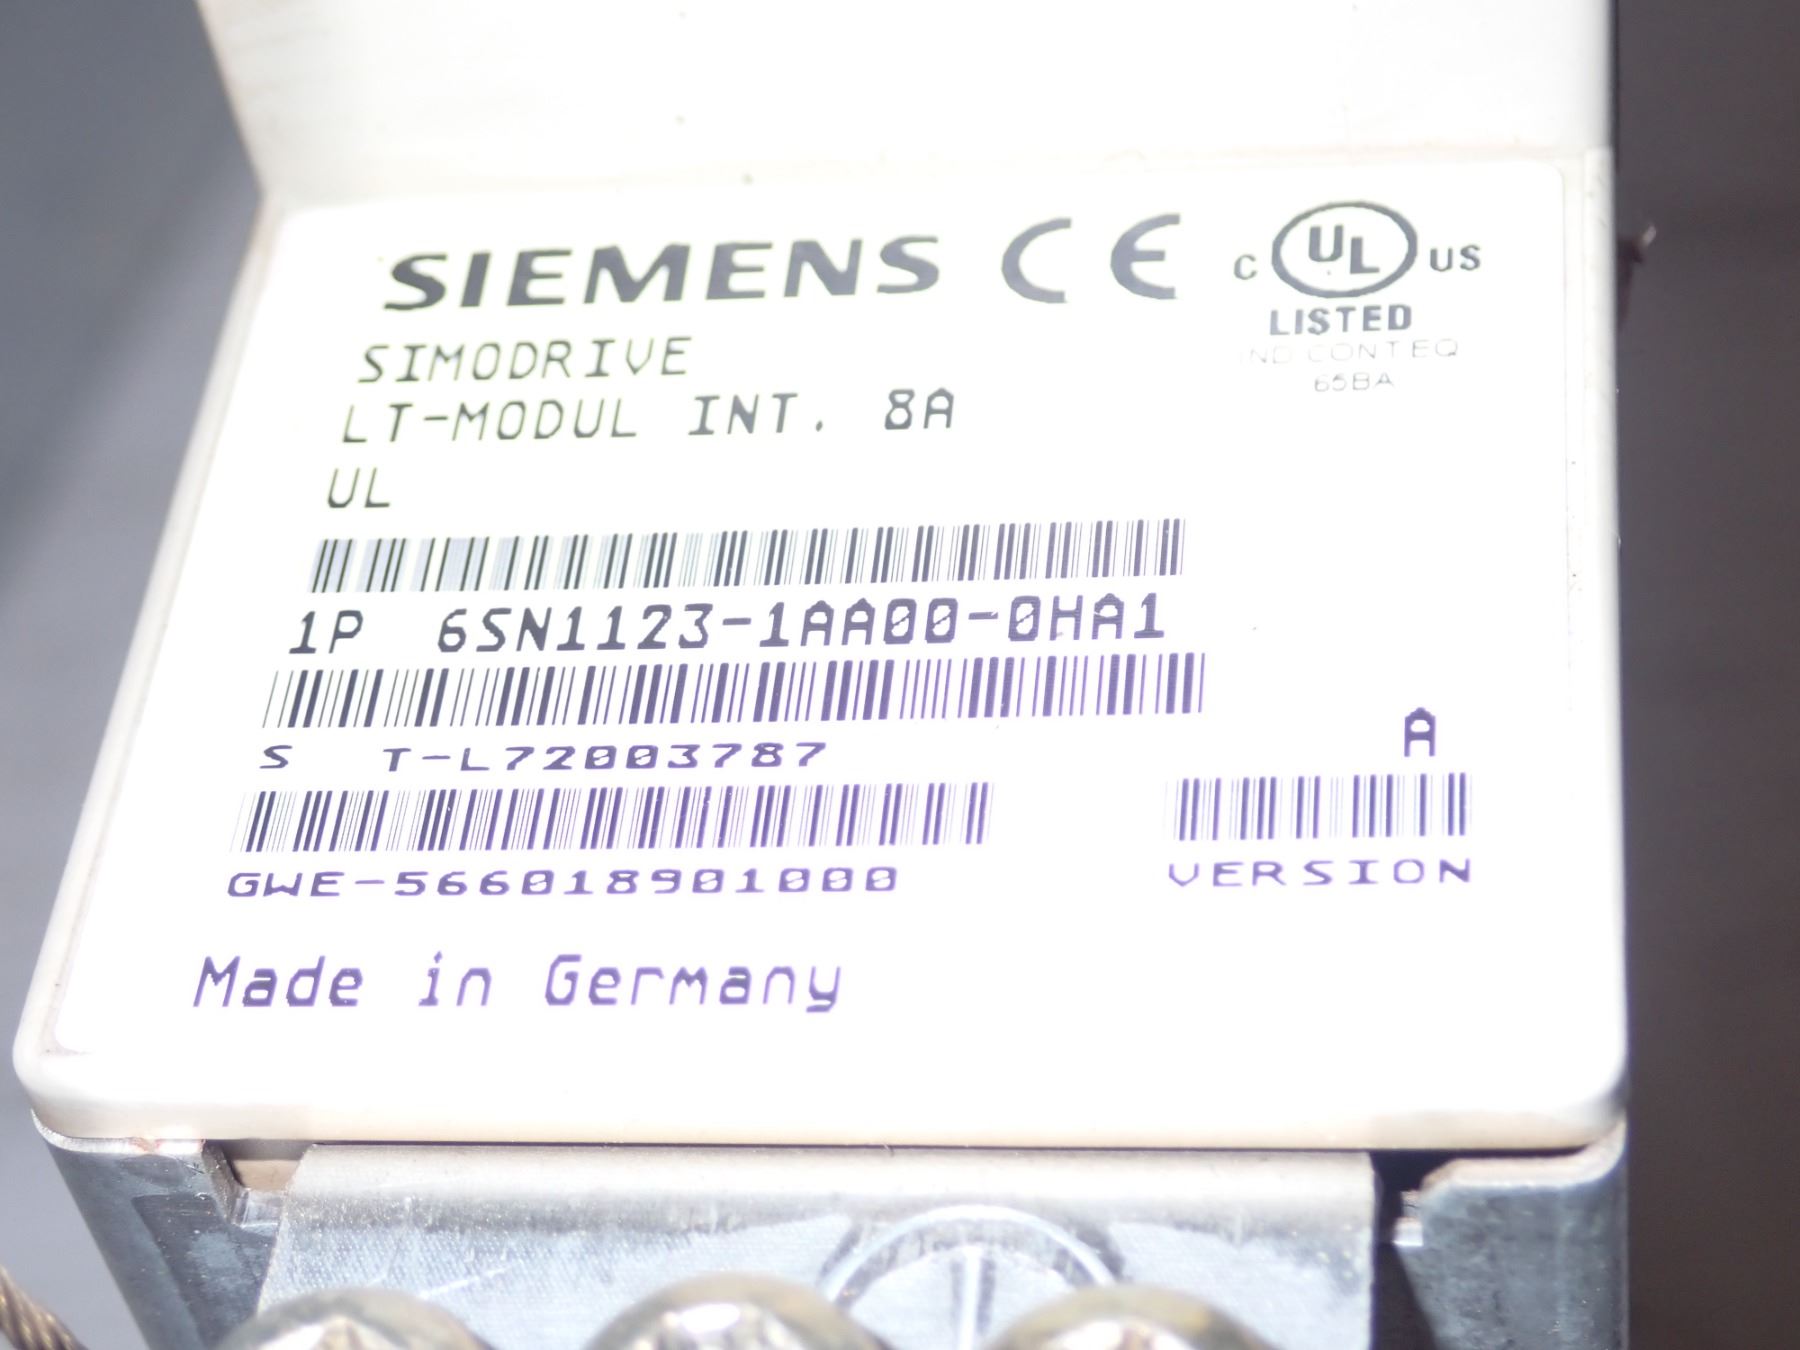 SIEMENS CE
C UL US
LISTED
IND CONT EQ
65BA
SIMODRIVE
LT-MODUL INT. 8A
UL
1P 6SN1123-1AA00-0HA1
S T-L72003787
A
GWE-566018901000
VERSION
Made in Germany